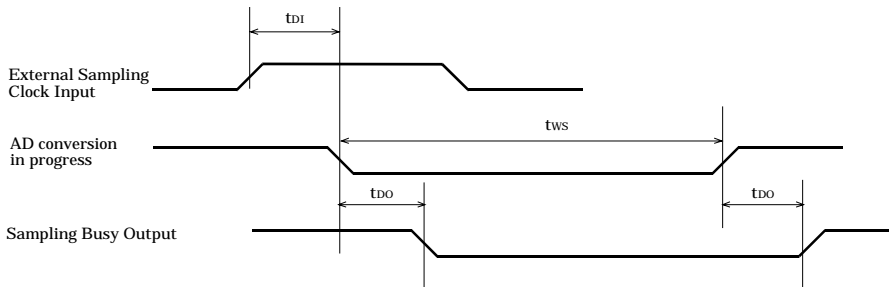 tDI
External Sampling
Clock Input
tWS
AD conversion
in progress
tDO
tDO
Sampling Busy Output